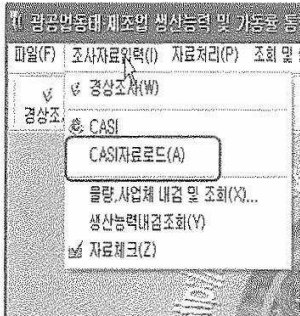 광공업동태 제조업 생산능력 및 가동률 통
파일(F) 조사자료입력(I) 자료처리(P) 조회 및
경상조사(W)
경상조
CASI
CASI자료로드(A)
물량,사업체 내검 및 조회(X)...
생산능력내검조회(Y)
자료체크(Z)